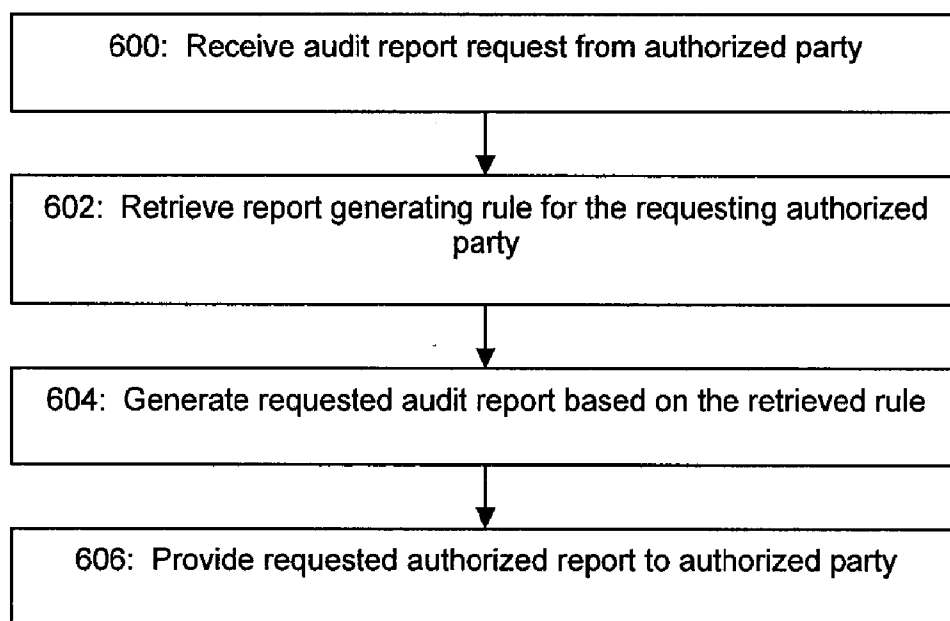 600: Receive audit report request from authorized party
602: Retrieve report generating rule for the requesting authorized
party
604: Generate requested audit report based on the retrieved rule
606: Provide requested authorized report to authorized party